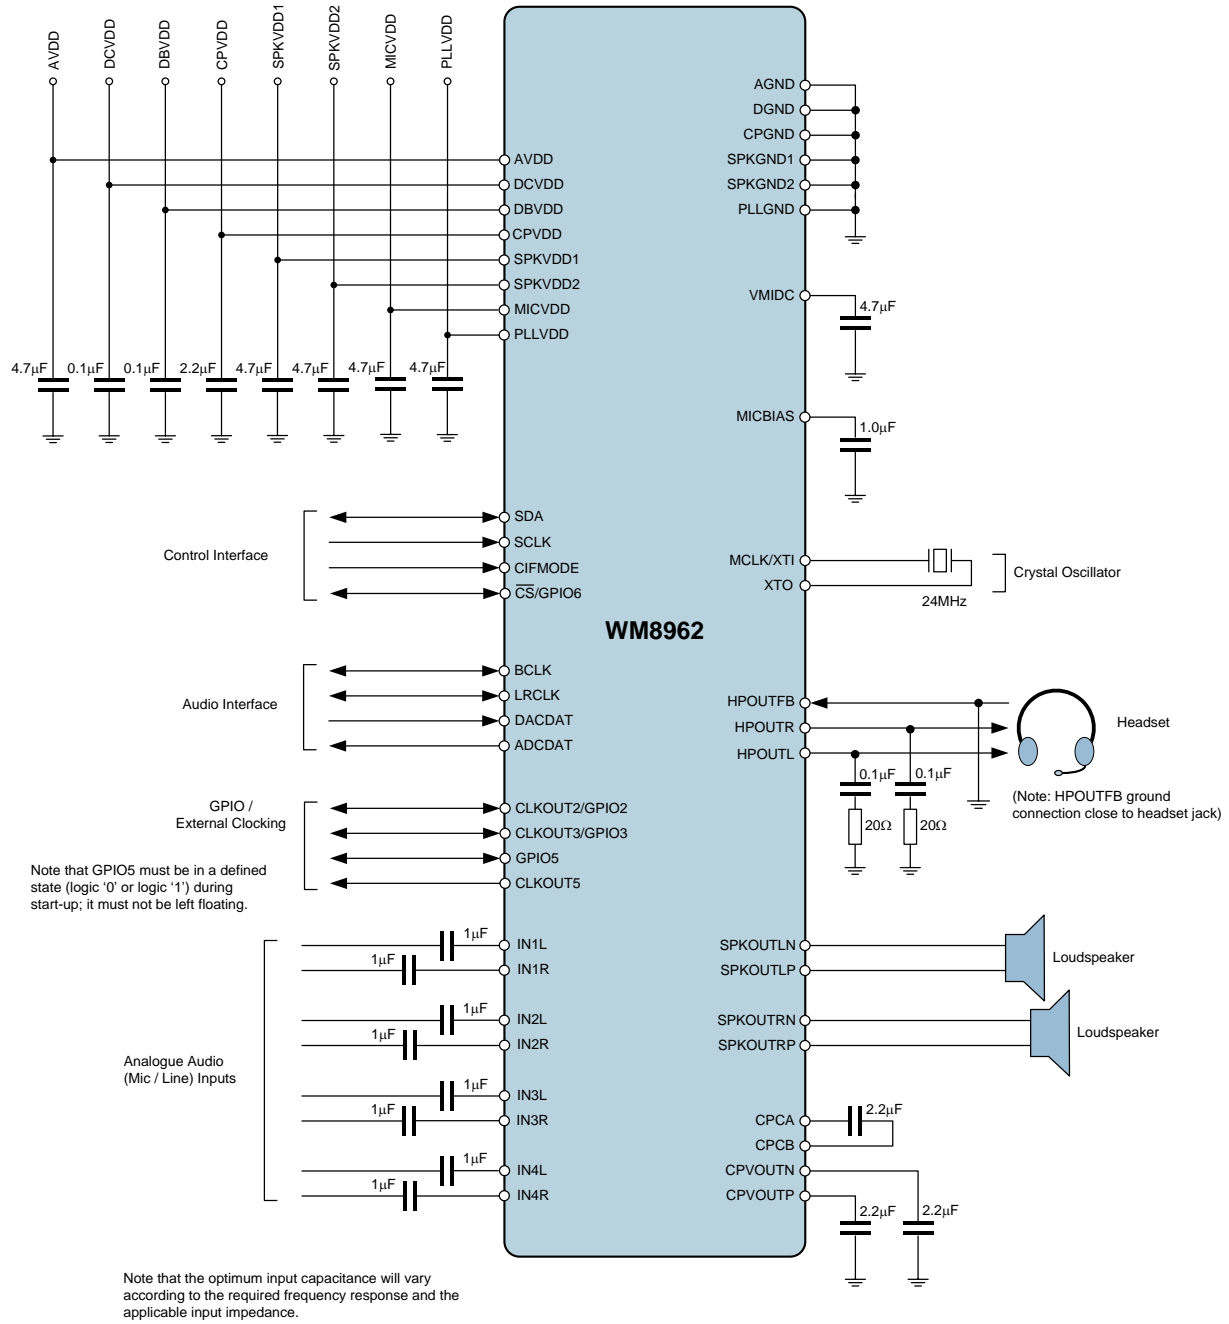 AVDD
DCVDD
DBVDD
CPVDD
SPKVDD1
SPKVDD2
MICVDD
PLLVDD
AVDD
DCVDD
DBVDD
CPVDD
SPKVDD1
SPKVDD2
MICVDD
PLLVDD
4.7µF
0.1µF
0.1µF
2.2µF
4.7µF
4.7µF
4.7µF
4.7µF
AGND
DGND
CPGND
SPKGND1
SPKGND2
PLLGND
VMIDC
4.7µF
MICBIAS
1.0µF
Control Interface
SDA
SCLK
CIFMODE
C̅S̅/GPIO6
MCLK/XTI
XTO
24MHz
Crystal Oscillator
WM8962
Audio Interface
BCLK
LRCLK
DACDAT
ADCDAT
HPOUTFB
HPOUTR
HPOUTL
0.1µF
0.1µF
20Ω
20Ω
Headset
(Note: HPOUTFB ground
connection close to headset jack)
GPIO /
External Clocking
CLKOUT2/GPIO2
CLKOUT3/GPIO3
GPIO5
CLKOUT5
Note that GPIO5 must be in a defined
state (logic ‘0’ or logic ‘1’) during
start-up; it must not be left floating.
Analogue Audio
(Mic / Line) Inputs
1µF
IN1L
1µF
IN1R
1µF
IN2L
1µF
IN2R
1µF
IN3L
1µF
IN3R
1µF
IN4L
1µF
IN4R
SPKOUTLN
SPKOUTLP
Loudspeaker
SPKOUTRN
SPKOUTRP
Loudspeaker
CPCA
2.2µF
CPCB
CPVOUTN
CPVOUTP
2.2µF
2.2µF
Note that the optimum input capacitance will vary
according to the required frequency response and the
applicable input impedance.